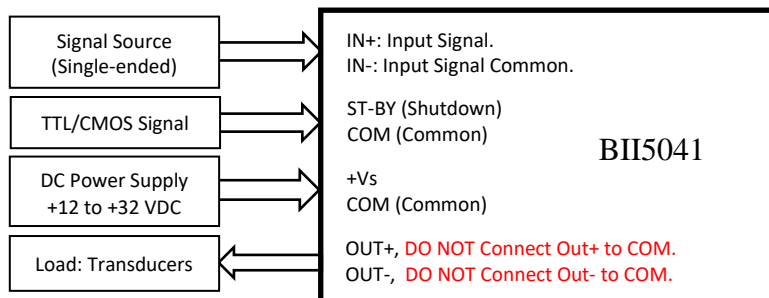 Signal Source
(Single-ended)
IN+: Input Signal.
IN-: Input Signal Common.
TTL/CMOS Signal
ST-BY (Shutdown)
COM (Common)
BII5041
DC Power Supply
+12 to +32 VDC
+Vs
COM (Common)
Load: Transducers
OUT+, DO NOT Connect Out+ to COM.
OUT-, DO NOT Connect Out- to COM.